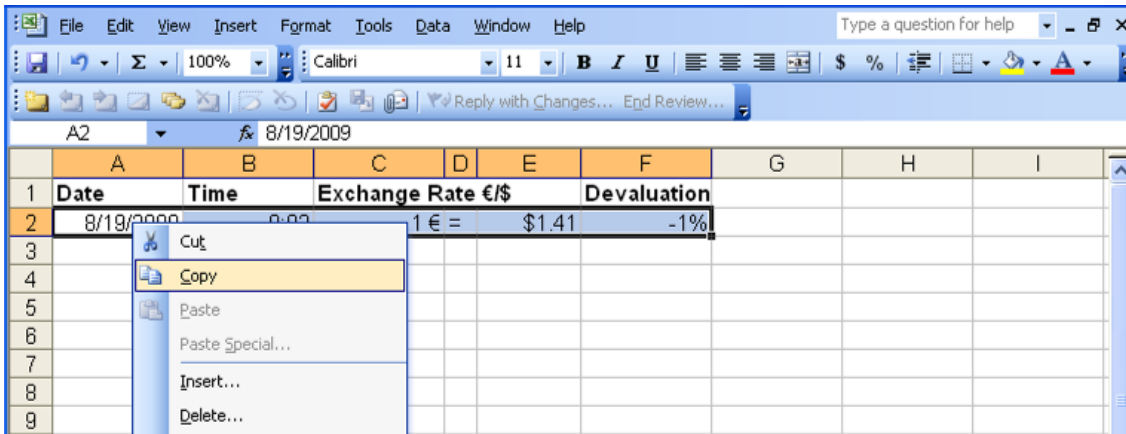 File Edit View Insert Format Tools Data Window Help Type a question for help
Σ 100% Calibri 11 B I U $ % A
Reply with Changes... End Review...
A2 fx 8/19/2009
A B C D E F G H I
1 Date Time Exchange Rate €/$ Devaluation
2 1 € = $1.41 -1%
3 Cut
4 Copy
5 Paste
6 Paste Special...
7
8 Insert...
9 Delete...